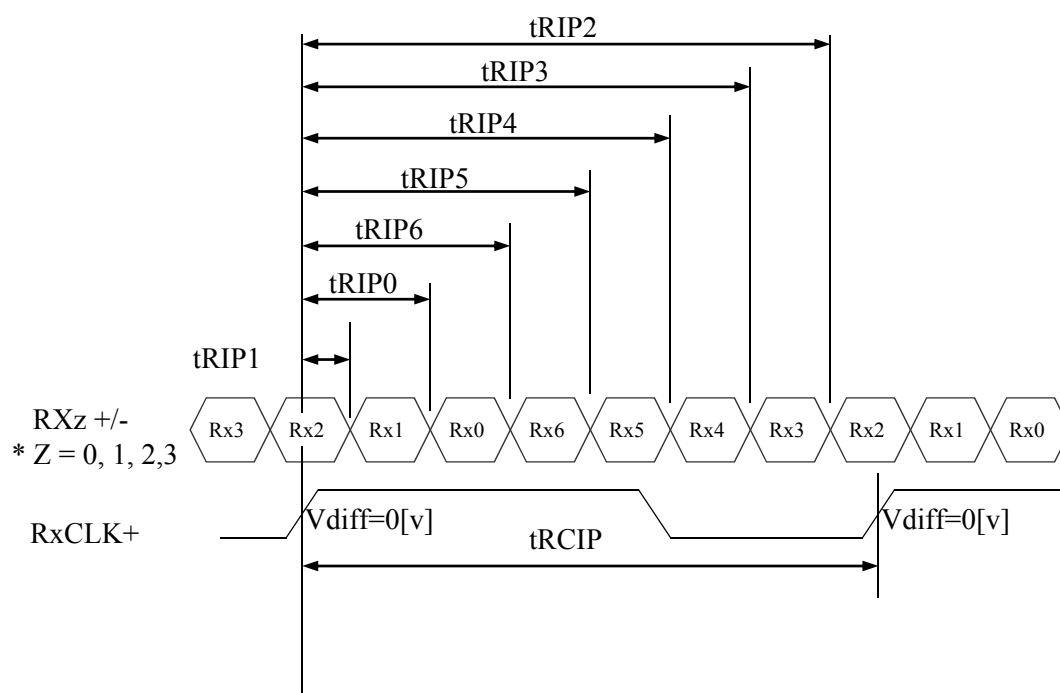 tRIP2
tRIP3
tRIP4
tRIP5
tRIP6
tRIP0
tRIP1
RXz +/-
* Z = 0, 1, 2,3
Rx3 Rx2 Rx1 Rx0 Rx6 Rx5 Rx4 Rx3 Rx2 Rx1 Rx0
RxCLK+
Vdiff=0[v] Vdiff=0[v]
tRCIP